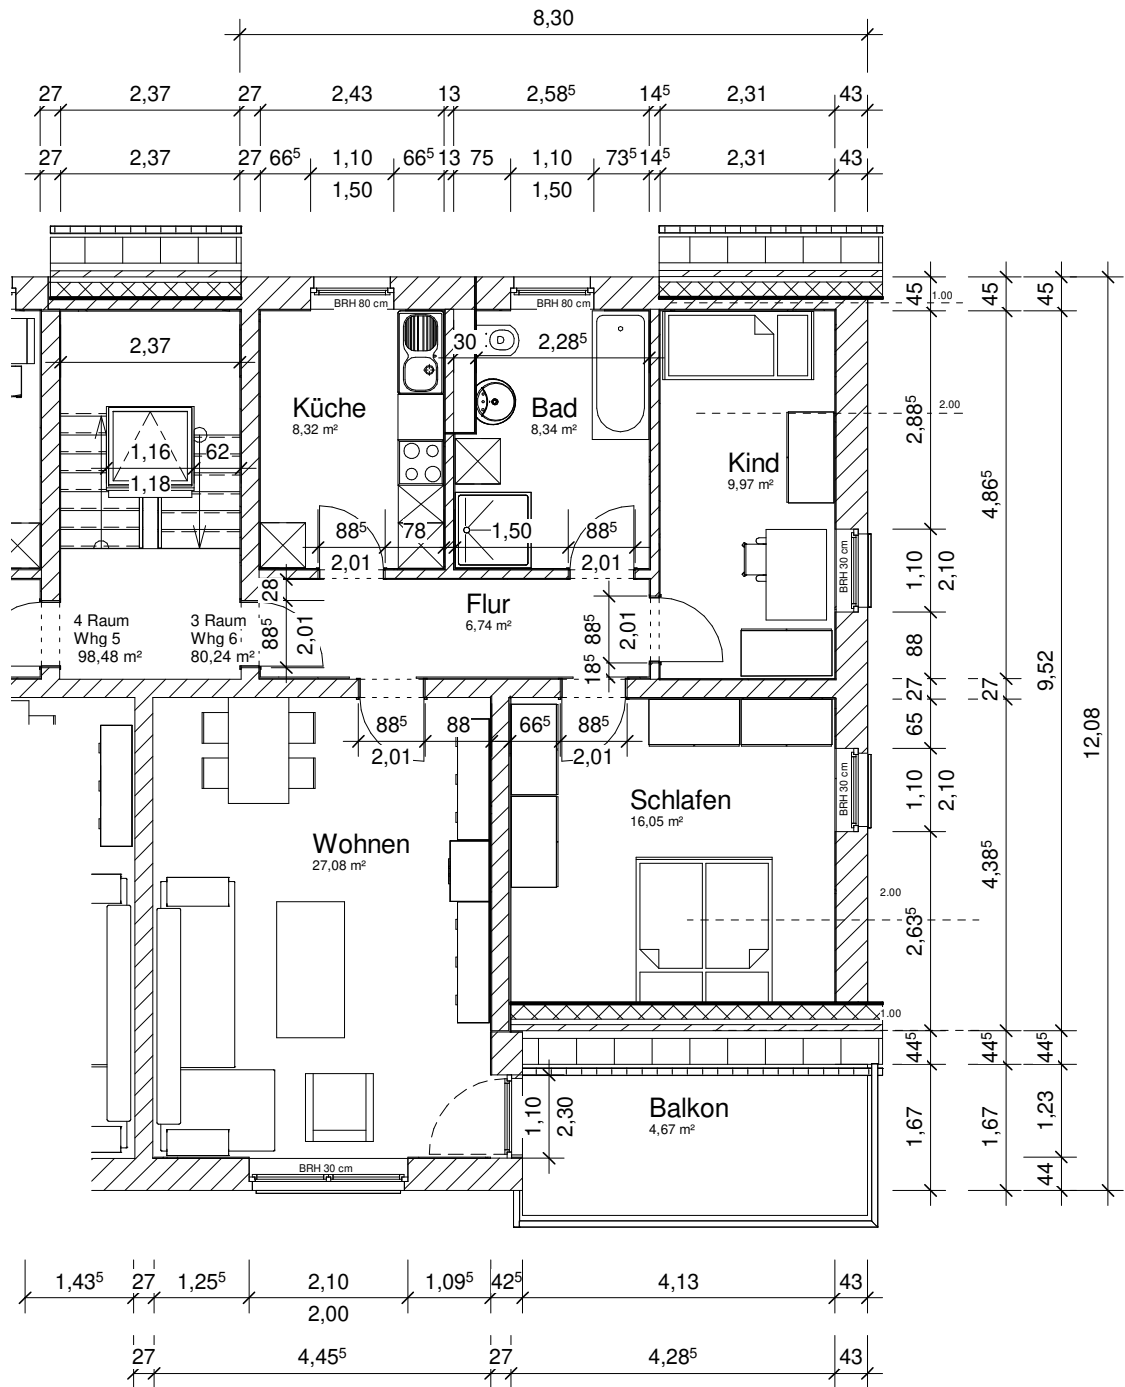 8,30
27 2,37 27 2,43 13 2,58⁵ 14⁵ 2,31 43
27 2,37 27 66⁵ 1,10 66⁵ 13 75 1,10 73⁵ 14⁵ 2,31 43
1,50 1,50
BRH 80 cm BRH 80 cm
45 1.00 45 45
2,37 30 2,28⁵
Küche
8,32 m²
Bad
8,34 m²
2,88⁵ 2.00
Kind
9,97 m²
1,16 62
1,18
4,86⁵
88⁵ 78 1,50 88⁵
2,01 2,01
BRH 30 cm 1,10 2,10
28
Flur
6,74 m²
4 Raum
Whg 5
98,48 m²
3 Raum
Whg 6
80,24 m²
88⁵ 2,01
88⁵ 2,01
18⁵
88
27 27
9,52
12,08
65
88⁵ 88 66⁵ 88⁵
2,01 2,01
BRH 30 cm 1,10 2,10
Schlafen
16,05 m²
Wohnen
27,08 m²
4,38⁵
2.00
2,63⁵
1.00
44⁵ 44⁵ 44⁵
1,10 2,30
Balkon
4,67 m²
1,67 1,67 1,23
44
BRH 30 cm
1,43⁵ 27 1,25⁵ 2,10 1,09⁵ 42⁵ 4,13 43
2,00
27 4,45⁵ 27 4,28⁵ 43